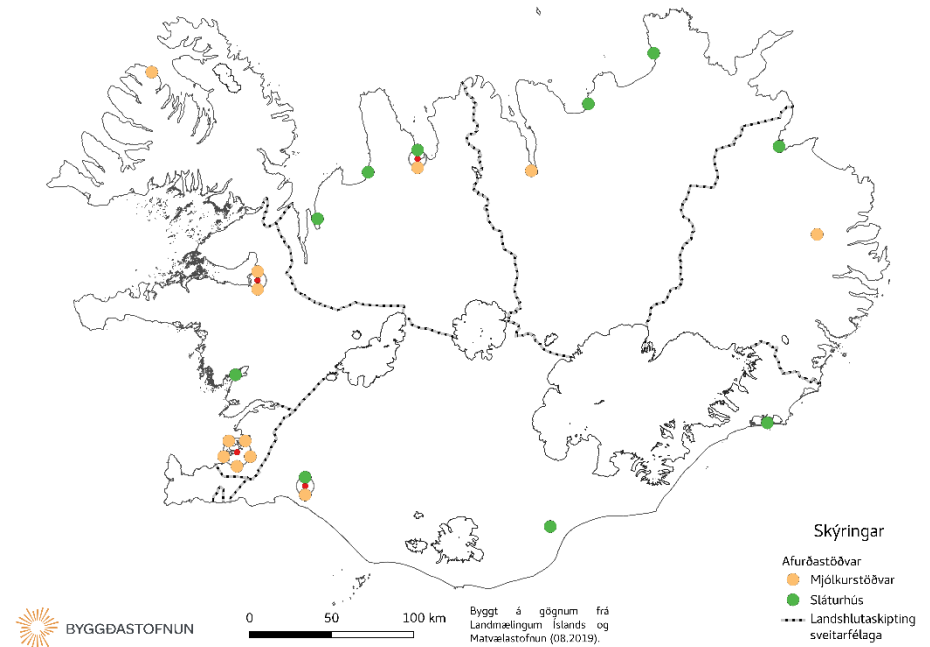 Skýringar
Afurðastöðvar
Mjólkurstöðvar
Sláturhús
Landshlutaskipting
sveitarfélaga
BYGGÐASTOFNUN
0 50 100 km
Byggt á gögnum frá
Landmælingum Íslands og
Matvælastofnun (08.2019).